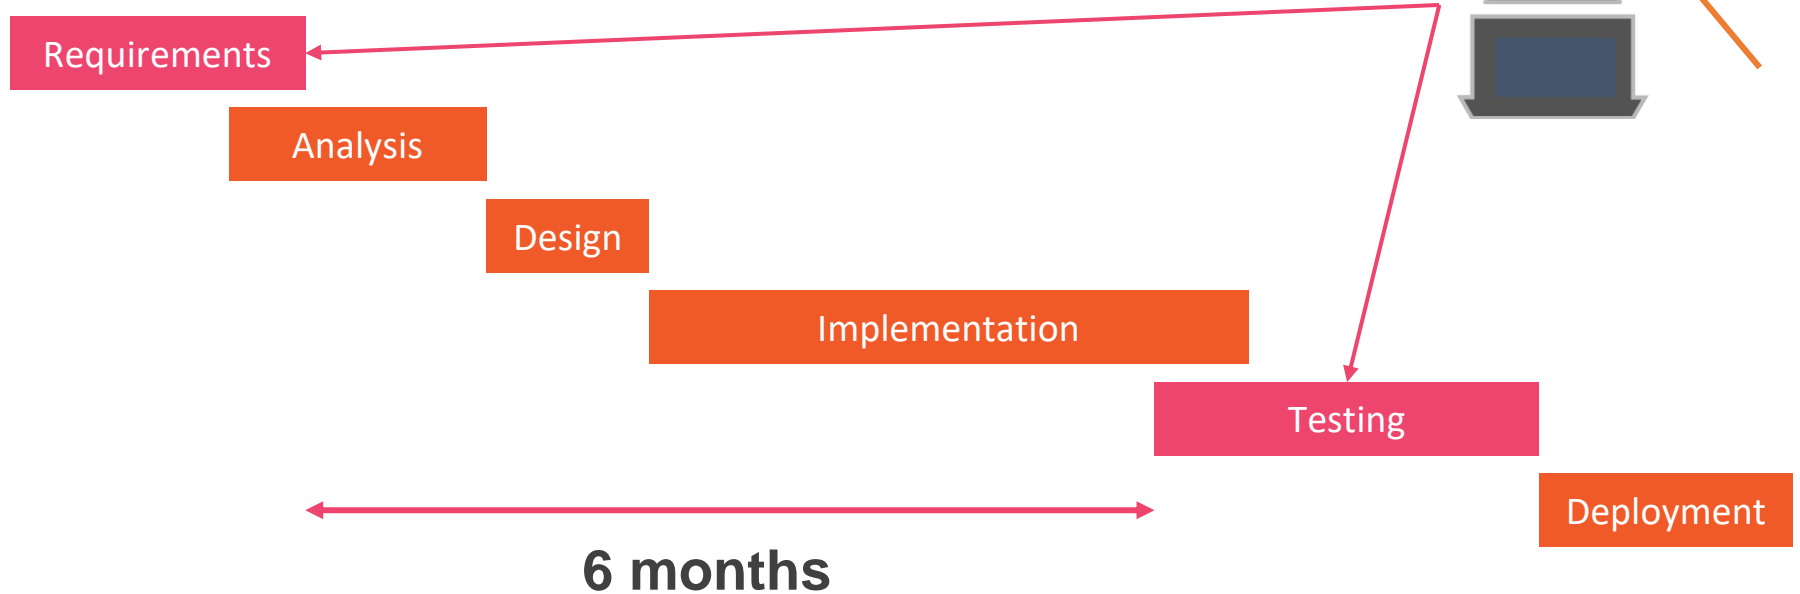 Requirements
Analysis
Design
Implementation
Testing
Deployment
6 months